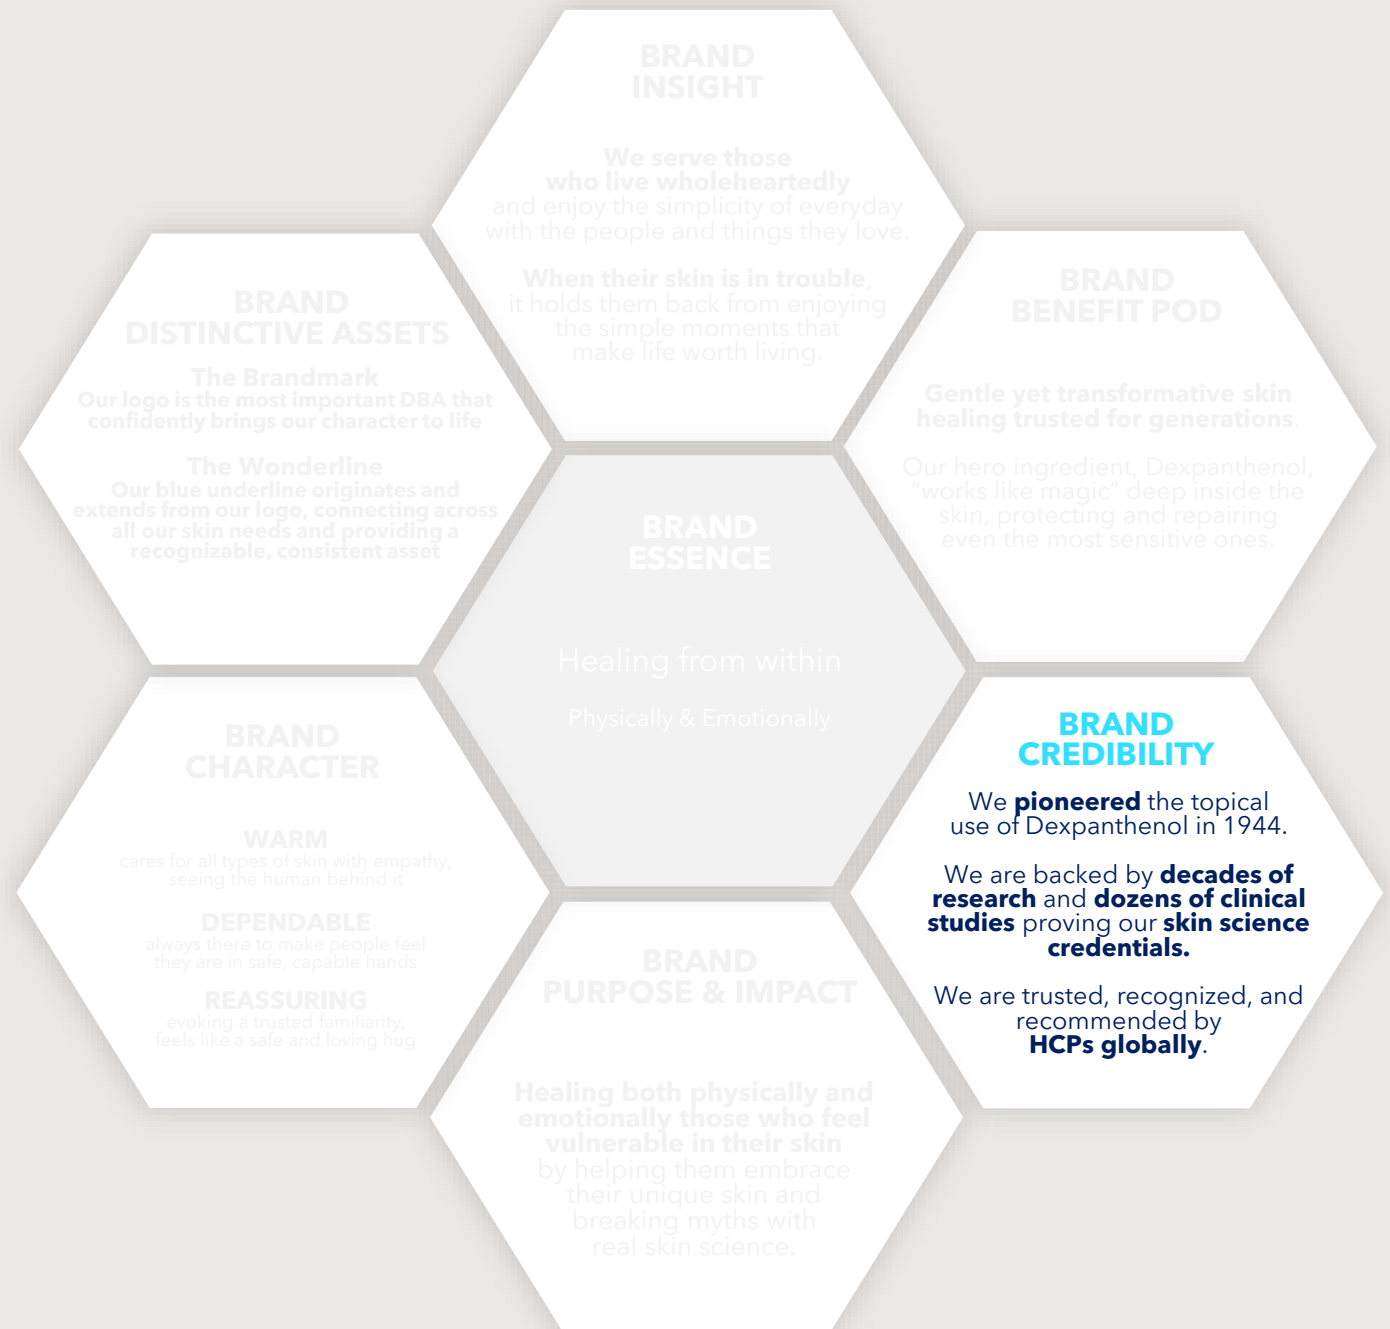 BRAND
INSIGHT
We serve those
who live wholeheartedly
and enjoy the simplicity of everyday
with the people and things they love.
When their skin is in trouble,
it holds them back from enjoying
the simple moments that
make life worth living.
BRAND
DISTINCTIVE ASSETS
The Brandmark
Our logo is the most important DBA that
confidently brings our character to life
The Wonderline
Our blue underline originates and
extends from our logo, connecting across
all our skin needs and providing a
recognizable, consistent asset
BRAND
BENEFIT POD
Gentle yet transformative skin
healing trusted for generations.
Our hero ingredient, Dexpanthenol,
“works like magic” deep inside the
skin, protecting and repairing
even the most sensitive ones.
BRAND
ESSENCE
Healing from within
Physically & Emotionally
BRAND
CHARACTER
WARM
cares for all types of skin with empathy,
seeing the human behind it
DEPENDABLE
always there to make people feel
they are in safe, capable hands
REASSURING
evoking a trusted familiarity,
feels like a safe and loving hug
BRAND
CREDIBILITY
We pioneered the topical
use of Dexpanthenol in 1944.
We are backed by decades of
research and dozens of clinical
studies proving our skin science
credentials.
We are trusted, recognized, and
recommended by
HCPs globally.
BRAND
PURPOSE & IMPACT
Healing both physically and
emotionally those who feel
vulnerable in their skin
by helping them embrace
their unique skin and
breaking myths with
real skin science.